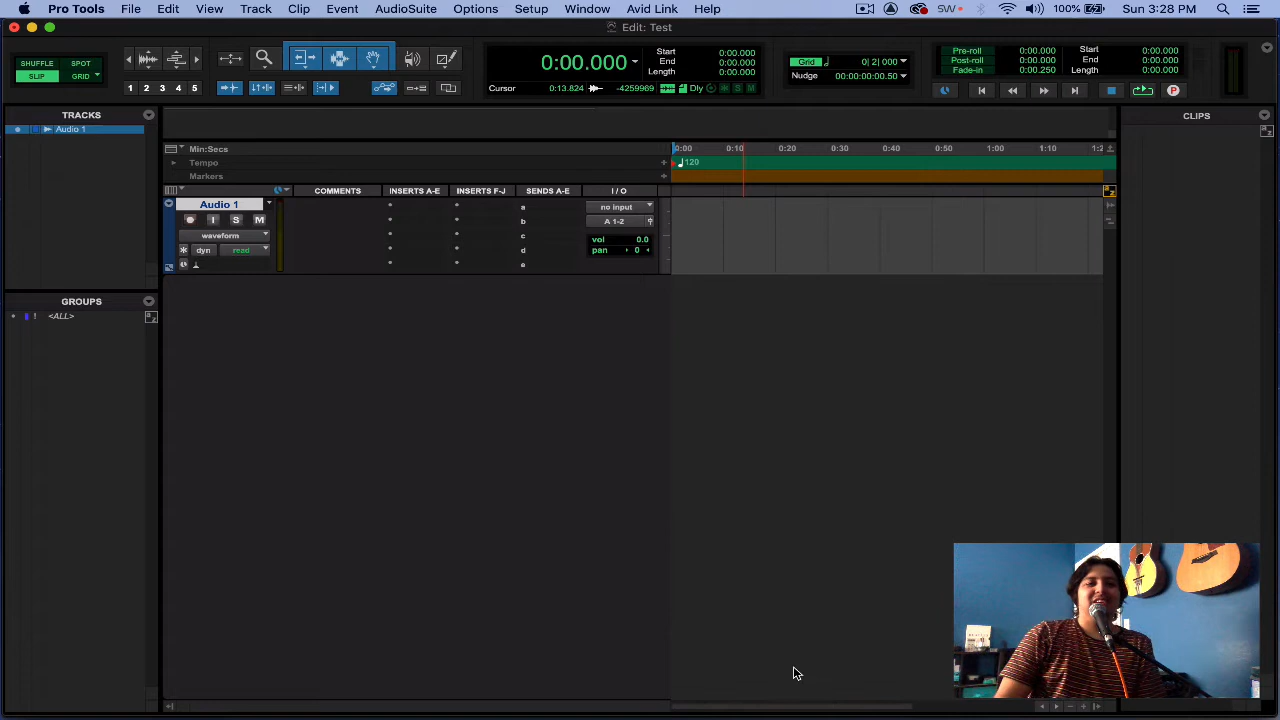 Pro Tools File Edit View Track Clip Event AudioSuite Options Setup Window Avid Link Help SW 100% Sun 3:28 PM
Edit: Test
SHUFFLE SPOT
SLIP GRID
1 2 3 4 5
0:00.000
Start 0:00.000
End 0:00.000
Length 0:00.000
Cursor 0:13.824 -4259969 Dly S M
Grid 0| 2| 000
Nudge 00:00:00:00.50
Pre-roll 0:00.000
Post-roll 0:00.000
Fade-in 0:00.250
Start 0:00.000
End 0:00.000
Length 0:00.000
P
TRACKS
Audio 1
GROUPS
! <ALL>
a z
Min:Secs 0:00 0:10 0:20 0:30 0:40 0:50 1:00 1:10 1:2
Tempo 120
Markers
COMMENTS INSERTS A-E INSERTS F-J SENDS A-E I / O
Audio 1
I S M
waveform
dyn read
a
b
c
d
e
no input
A 1-2
vol 0.0
pan 0
CLIPS